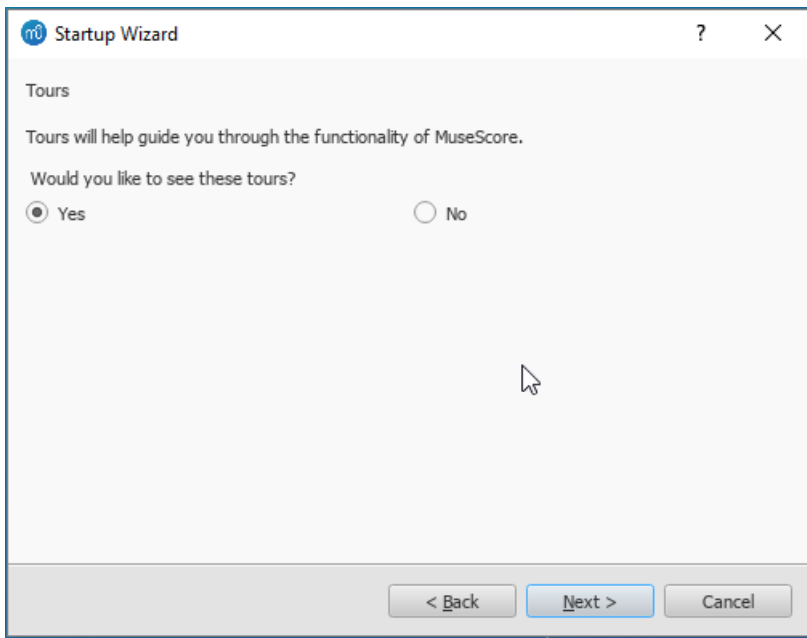 Startup Wizard ?
Tours
Tours will help guide you through the functionality of MuseScore.
Would you like to see these tours?
Yes No
< Back Next > Cancel